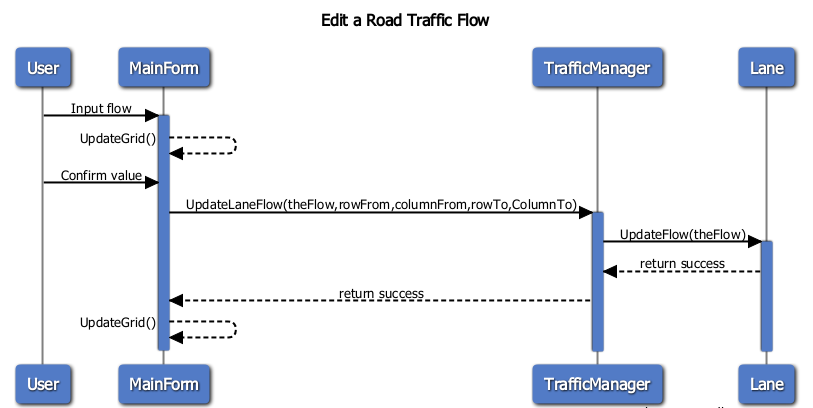 Edit a Road Traffic Flow
User MainForm TrafficManager Lane
Input flow
UpdateGrid()
Confirm value
UpdateLaneFlow(theFlow,rowFrom,columnFrom,rowTo,ColumnTo)
UpdateFlow(theFlow)
return success
return success
UpdateGrid()
User MainForm TrafficManager Lane